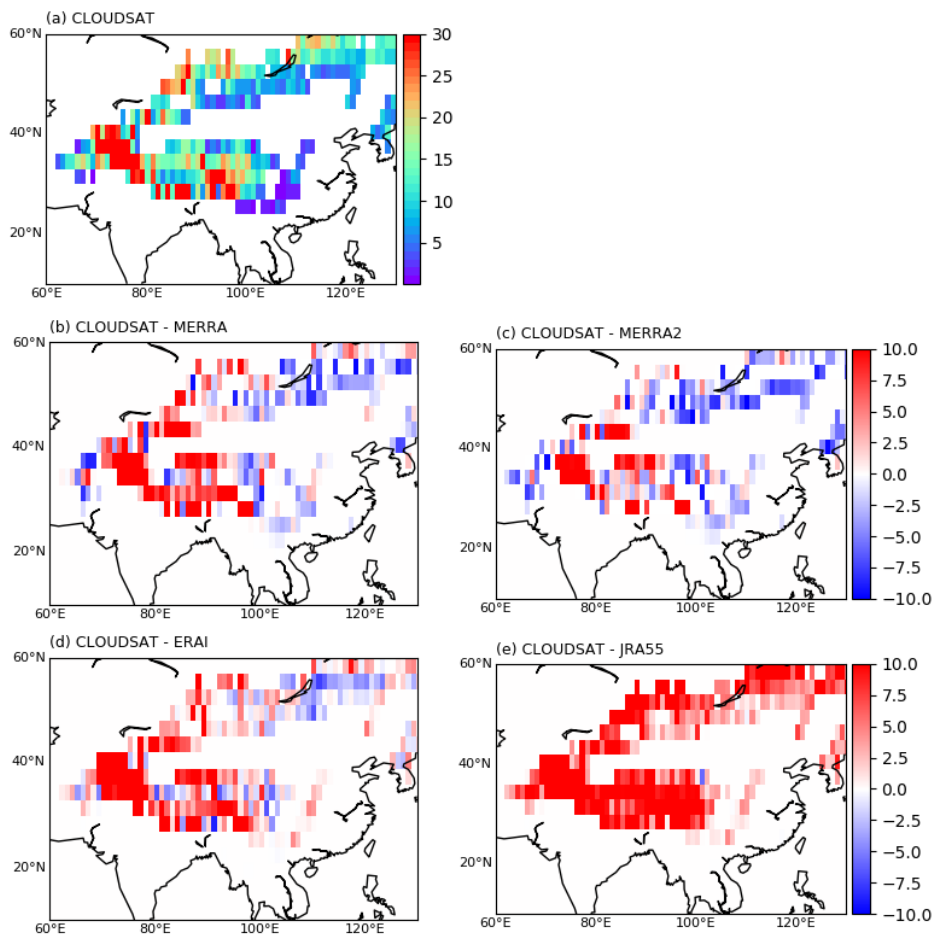 (a) CLOUDSAT
60°N
40°N
20°N
60°E 80°E 100°E 120°E
30
25
20
15
10
5
(b) CLOUDSAT - MERRA
60°N
40°N
20°N
60°E 80°E 100°E 120°E
(c) CLOUDSAT - MERRA2
60°N
40°N
20°N
60°E 80°E 100°E 120°E
10.0
7.5
5.0
2.5
0.0
−2.5
−5.0
−7.5
−10.0
(d) CLOUDSAT - ERAI
60°N
40°N
20°N
60°E 80°E 100°E 120°E
(e) CLOUDSAT - JRA55
60°N
40°N
20°N
60°E 80°E 100°E 120°E
10.0
7.5
5.0
2.5
0.0
−2.5
−5.0
−7.5
−10.0